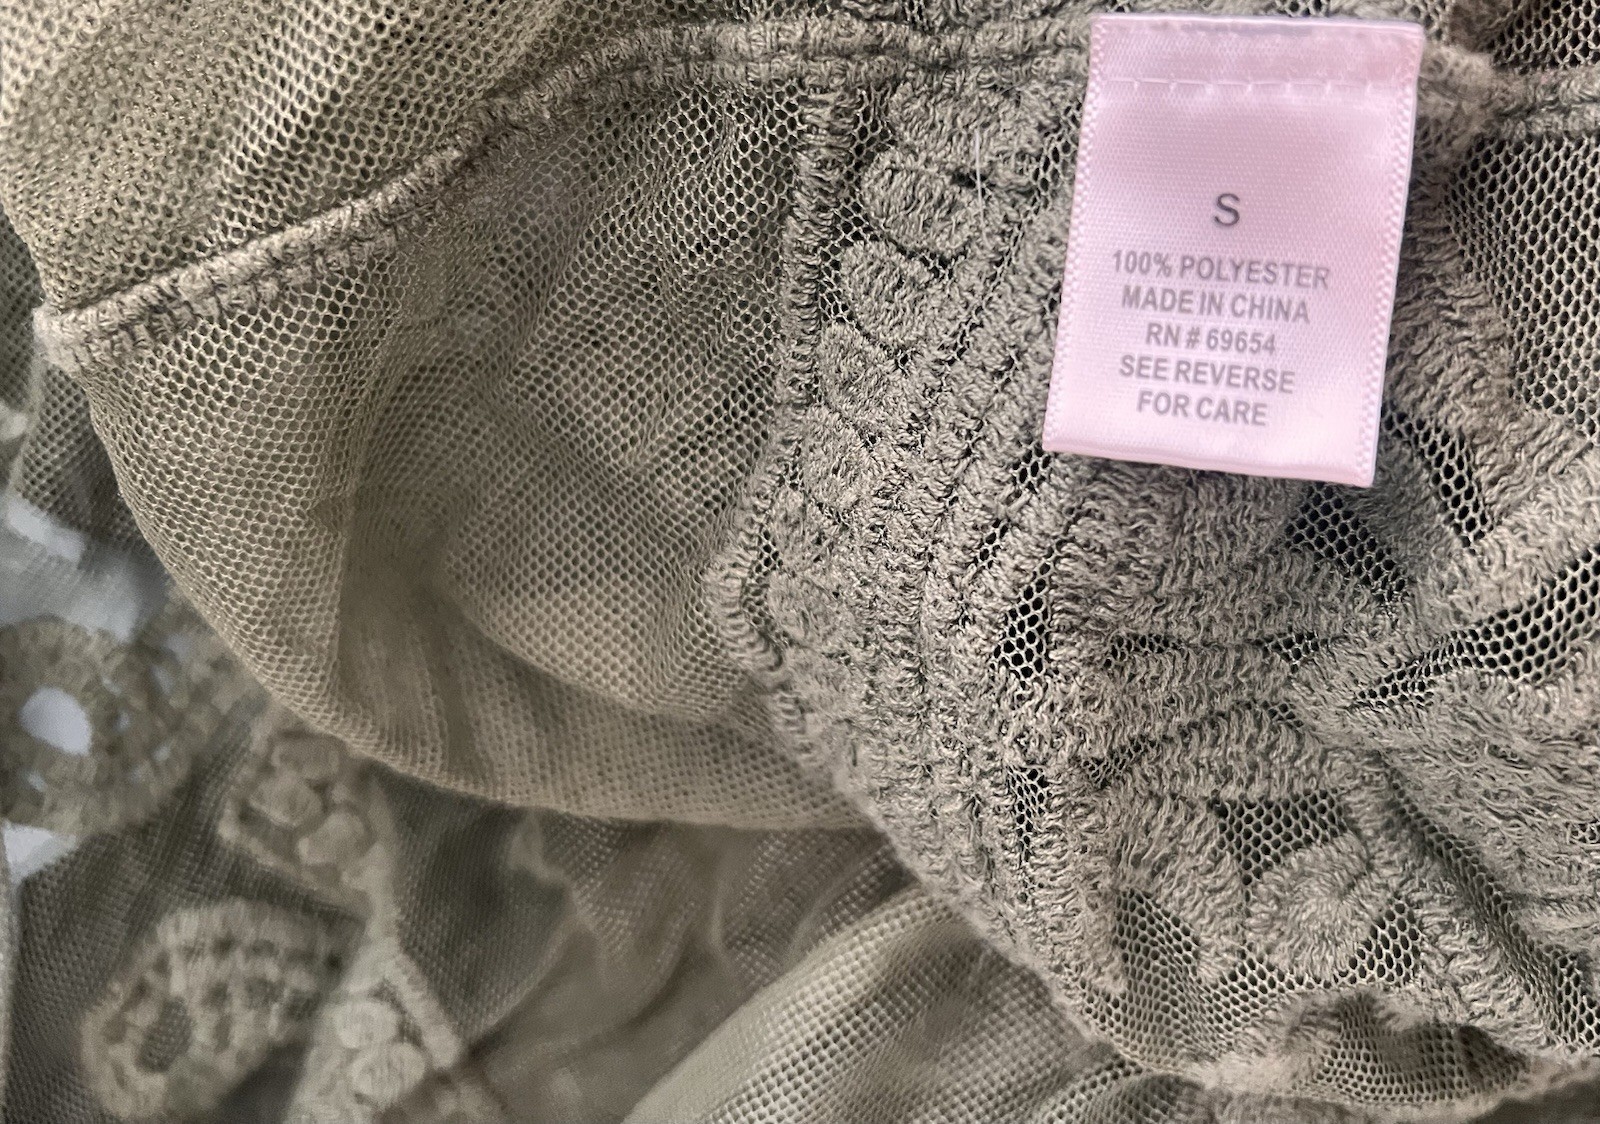 S
100% POLYESTER
MADE IN CHINA
RN # 69654
SEE REVERSE
FOR CARE